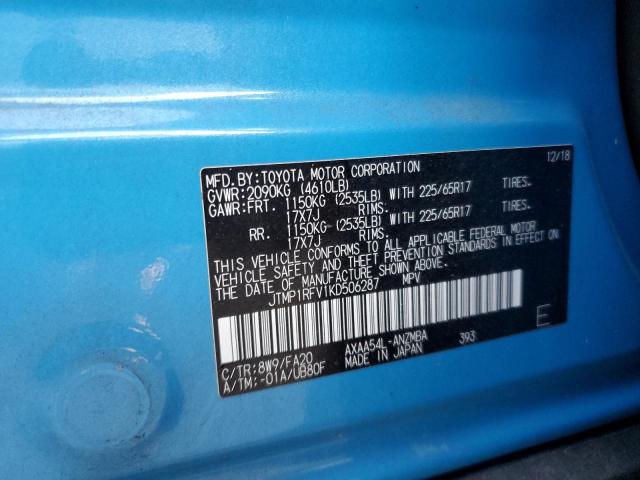 MFD. BY: TOYOTA MOTOR CORPORATION 12/18
GVWR: 2090KG (4610LB)
GAWR: FRT. 1150KG (2535LB) WITH 225/65R17 TIRES.
17X7J RIMS.
RR. 1150KG (2535LB) WITH 225/65R17 TIRES.
17X7J RIMS.
THIS VEHICLE CONFORMS TO ALL APPLICABLE FEDERAL MOTOR
VEHICLE SAFETY AND THEFT PREVENTION STANDARDS IN EFFECT ON
THE DATE OF MANUFACTURE SHOWN ABOVE.
JTMP1RFV1KD506287 MPV
E
C/TR: 8W9/FA20 AXAA54L-ANZMBA 393
A/TM: -01A/UB80F MADE IN JAPAN